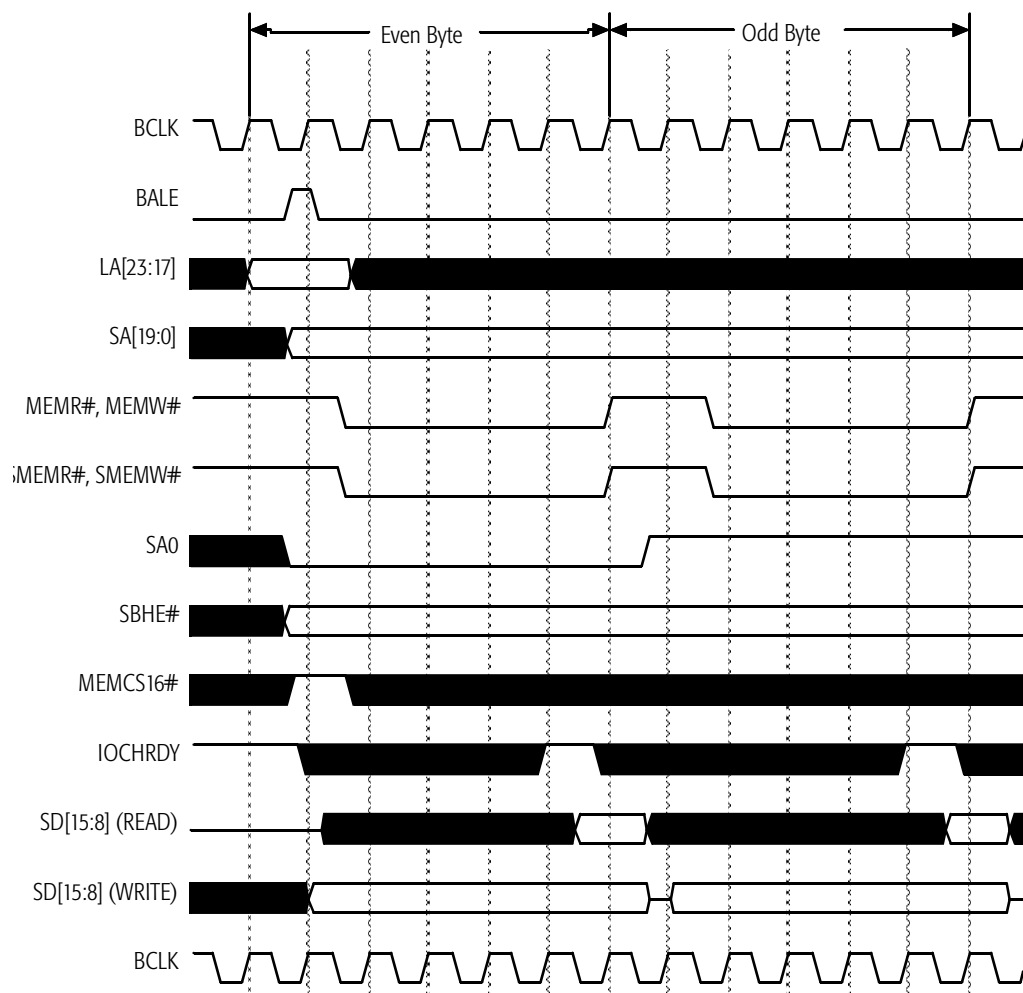 Even Byte
Odd Byte
BCLK
BALE
LA[23:17]
SA[19:0]
MEMR#, MEMW#
SMEMR#, SMEMW#
SA0
SBHE#
MEMCS16#
IOCHRDY
SD[15:8] (READ)
SD[15:8] (WRITE)
BCLK